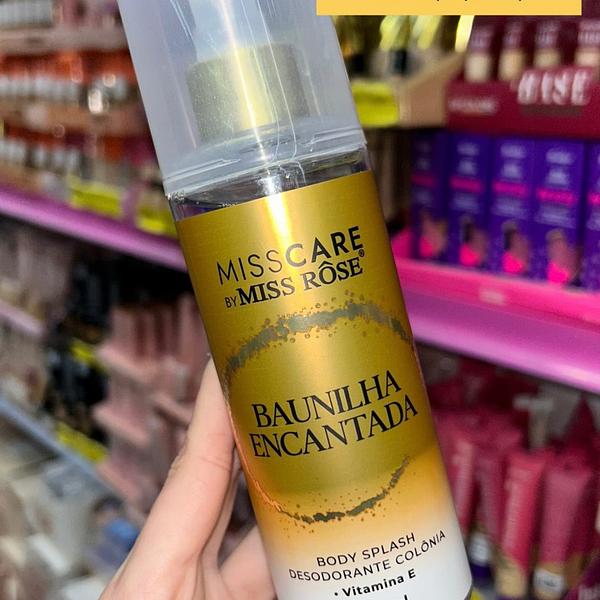 MISSCARE
BY MISS RÔSE®
BAUNILHA
ENCANTADA
BODY SPLASH
DESODORANTE COLÔNIA
• Vitamina E